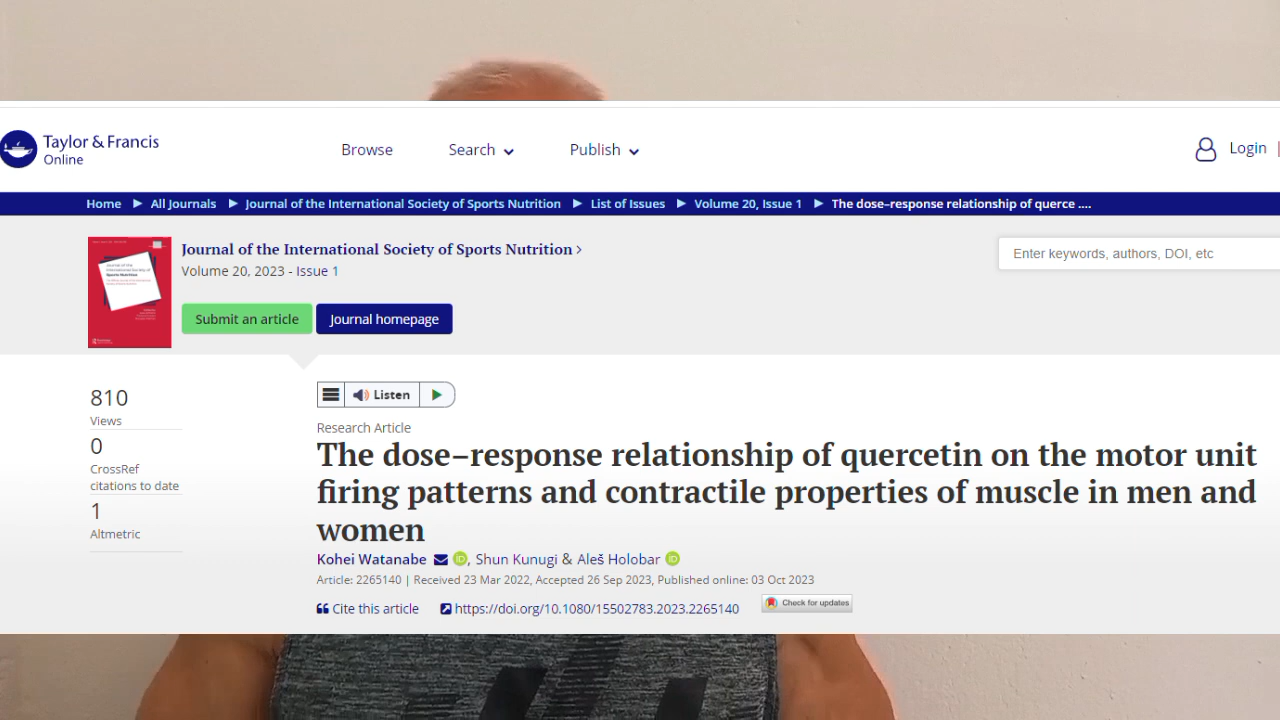 Taylor & Francis
Online
Browse
Search
Publish
Login
Home
All Journals
Journal of the International Society of Sports Nutrition
List of Issues
Volume 20, Issue 1
The dose–response relationship of querce ....
Journal of the International Society of Sports Nutrition
Volume 20, 2023 - Issue 1
Enter keywords, authors, DOI, etc
Submit an article
Journal homepage
810
Views
0
CrossRef
citations to date
1
Altmetric
Listen
Research Article
The dose–response relationship of quercetin on the motor unit
firing patterns and contractile properties of muscle in men and
women
Kohei Watanabe, Shun Kunugi & Aleš Holobar
Article: 2265140 | Received 23 Mar 2022, Accepted 26 Sep 2023, Published online: 03 Oct 2023
Cite this article
https://doi.org/10.1080/15502783.2023.2265140
Check for updates